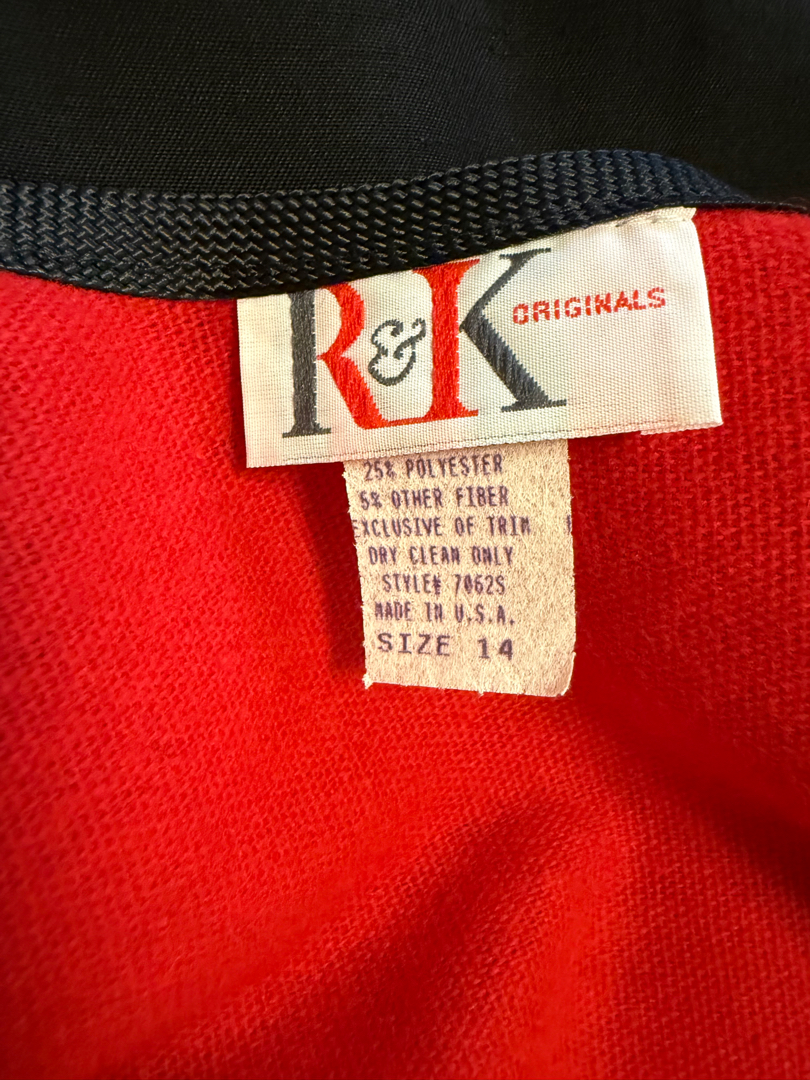 R&K ORIGINALS
25% POLYESTER
5% OTHER FIBER
EXCLUSIVE OF TRIM
DRY CLEAN ONLY
STYLE# 7062S
MADE IN U.S.A.
SIZE 14